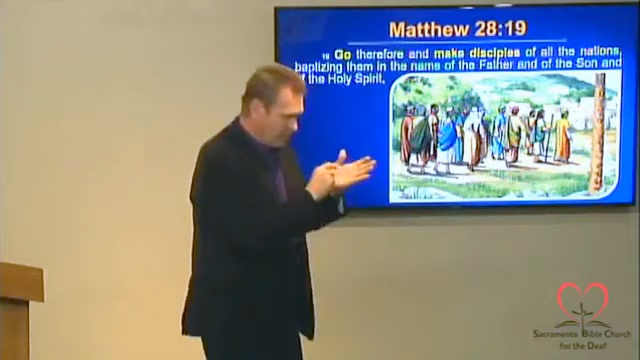 Matthew 28:19
19 Go therefore and make disciples of all the nations,
baptizing them in the name of the Father and of the Son and
of the Holy Spirit,
Sacramento Bible Church
for the Deaf